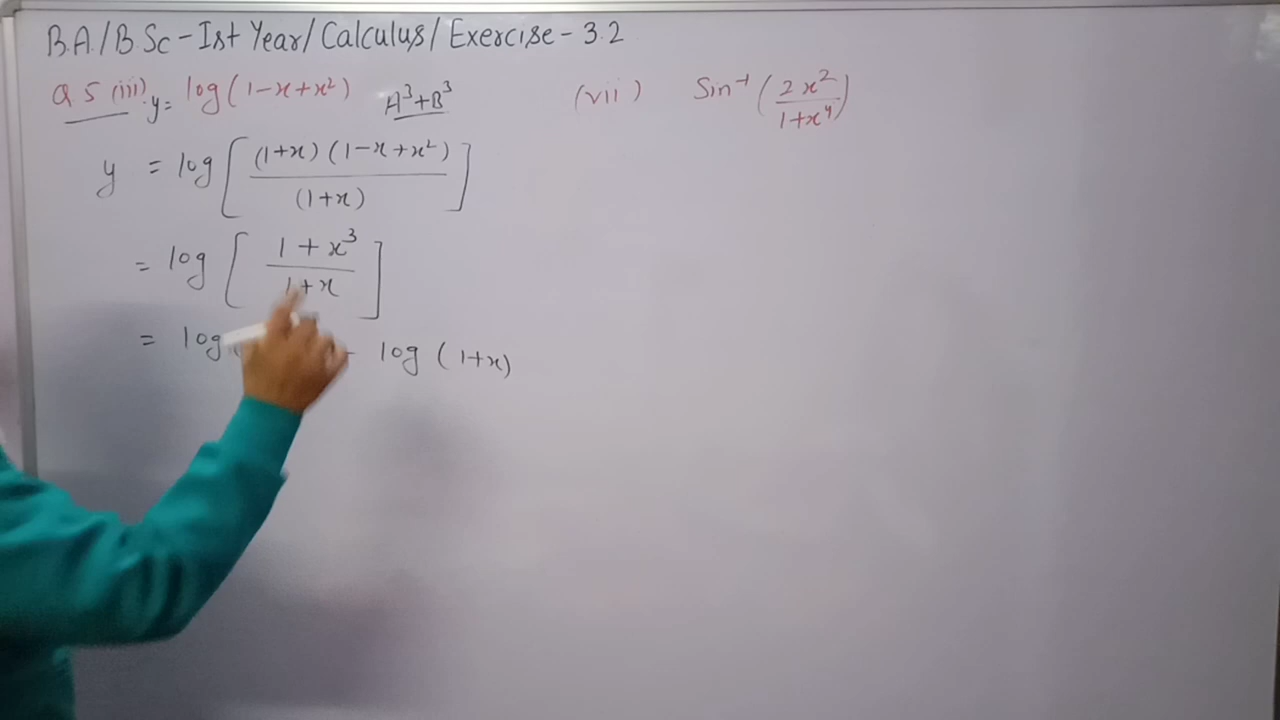 B.A./B Sc - Ist Year/Calculus/Exercise - 3.2
Q.5 (iii) y = log(1-x+x²) A³+B³ (vii) Sin⁻¹(2x²/1+x⁴)
y = log[(1+x)(1-x+x²)/(1+x)]
= log[1+x³/1+x]
= log - log(1+x)